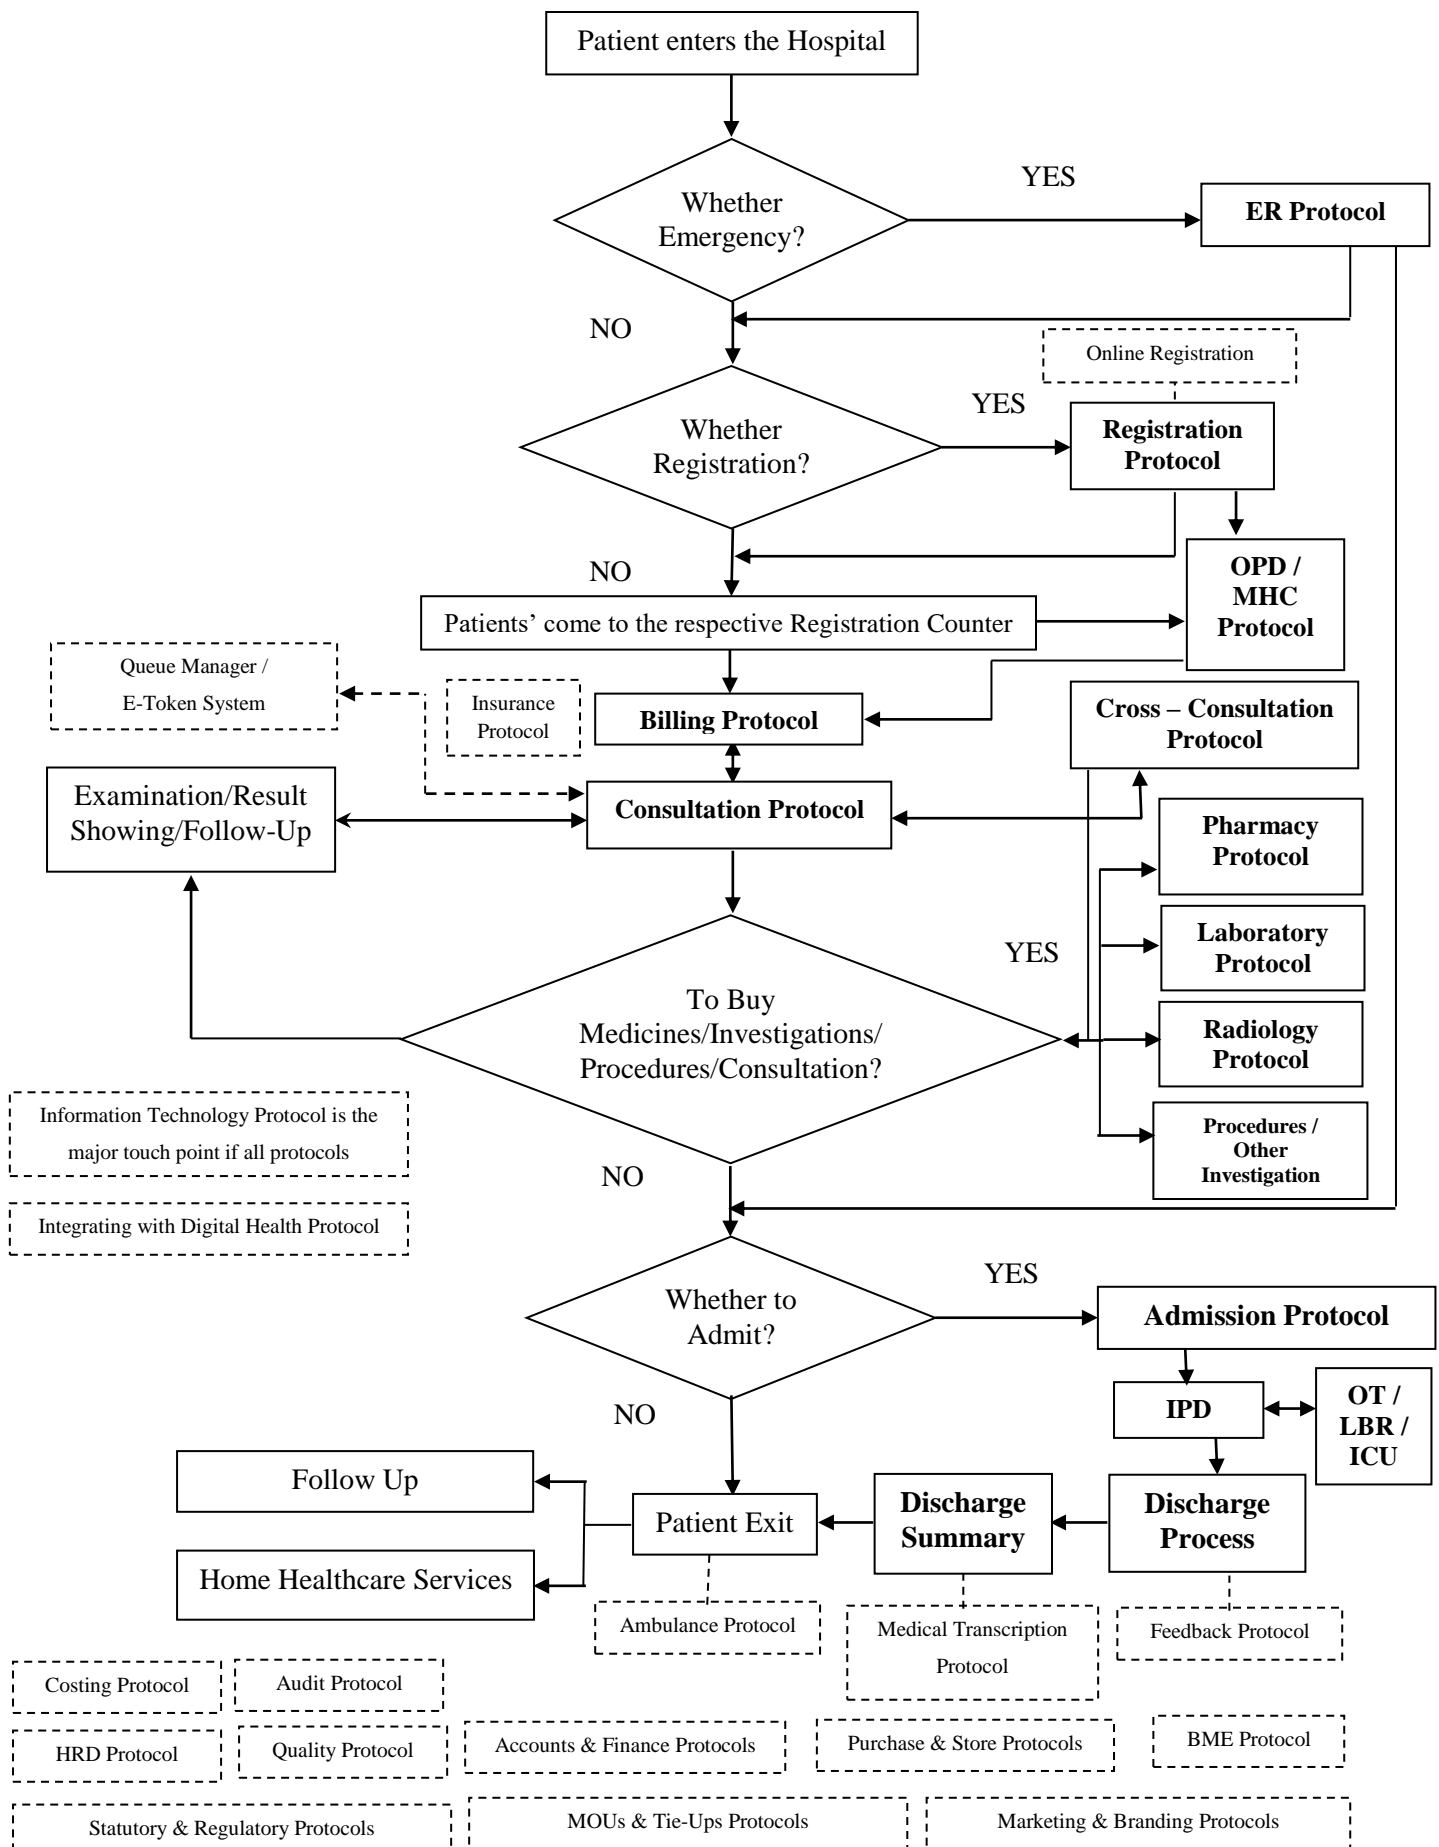 Patient enters the Hospital
YES
Whether
Emergency?
ER Protocol
NO
Online Registration
YES
Whether
Registration?
Registration
Protocol
NO
OPD /
MHC
Protocol
Patients’ come to the respective Registration Counter
Queue Manager /
E-Token System
Insurance
Protocol
Billing Protocol
Cross – Consultation
Protocol
Examination/Result
Showing/Follow-Up
Consultation Protocol
Pharmacy
Protocol
YES
Laboratory
Protocol
To Buy
Medicines/Investigations/
Procedures/Consultation?
Radiology
Protocol
Information Technology Protocol is the
major touch point if all protocols
Procedures /
Other
Investigation
NO
Integrating with Digital Health Protocol
YES
Whether to
Admit?
Admission Protocol
NO
IPD
OT /
LBR /
ICU
Follow Up
Patient Exit
Discharge
Summary
Discharge
Process
Home Healthcare Services
Ambulance Protocol
Medical Transcription
Protocol
Feedback Protocol
Costing Protocol
Audit Protocol
HRD Protocol
Quality Protocol
Accounts & Finance Protocols
Purchase & Store Protocols
BME Protocol
Statutory & Regulatory Protocols
MOUs & Tie-Ups Protocols
Marketing & Branding Protocols